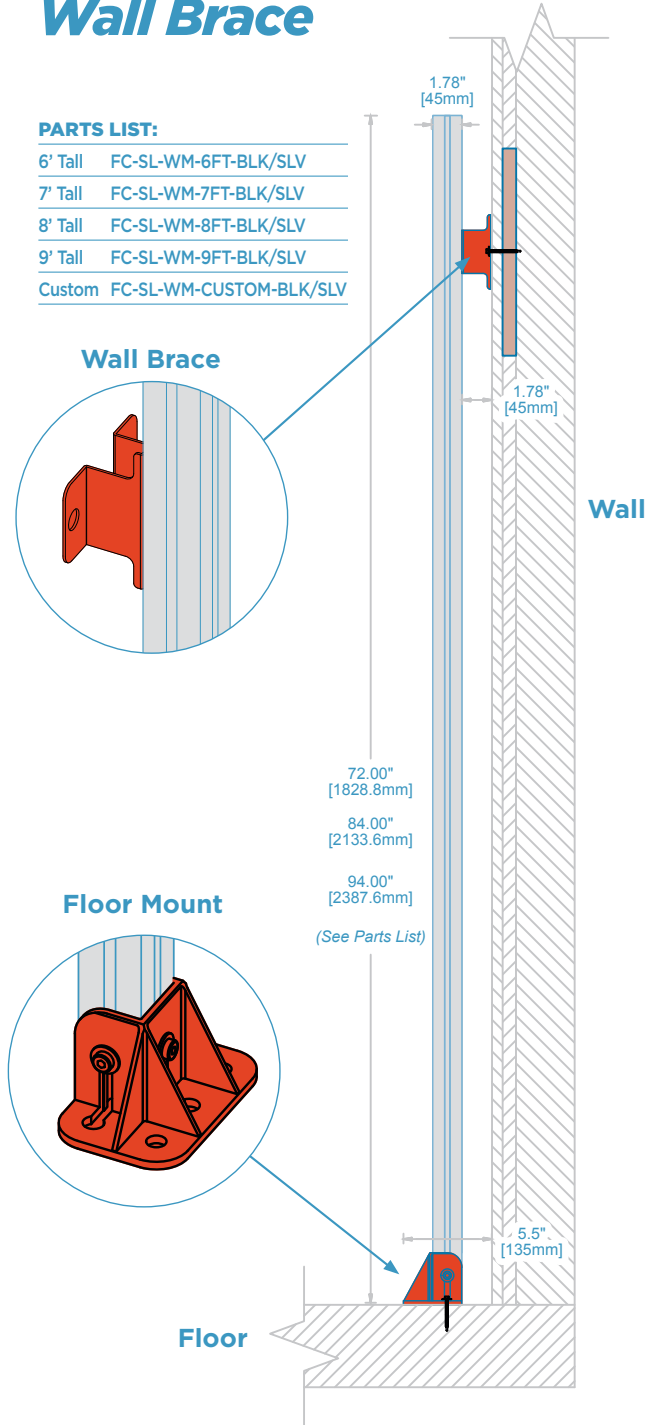 Wall Brace
PARTS LIST:
6' Tall FC-SL-WM-6FT-BLK/SLV
7' Tall FC-SL-WM-7FT-BLK/SLV
8' Tall FC-SL-WM-8FT-BLK/SLV
9' Tall FC-SL-WM-9FT-BLK/SLV
Custom FC-SL-WM-CUSTOM-BLK/SLV
1.78"
[45mm]
Wall Brace
1.78"
[45mm]
Wall
72.00"
[1828.8mm]
84.00"
[2133.6mm]
94.00"
[2387.6mm]
(See Parts List)
Floor Mount
5.5"
[135mm]
Floor